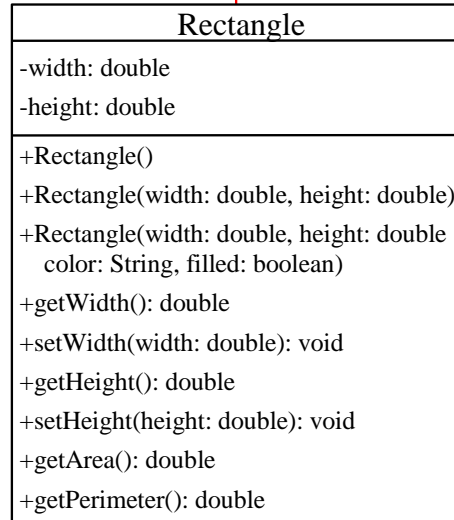 Rectangle
-width: double
-height: double
+Rectangle()
+Rectangle(width: double, height: double)
+Rectangle(width: double, height: double
color: String, filled: boolean)
+getWidth(): double
+setWidth(width: double): void
+getHeight(): double
+setHeight(height: double): void
+getArea(): double
+getPerimeter(): double